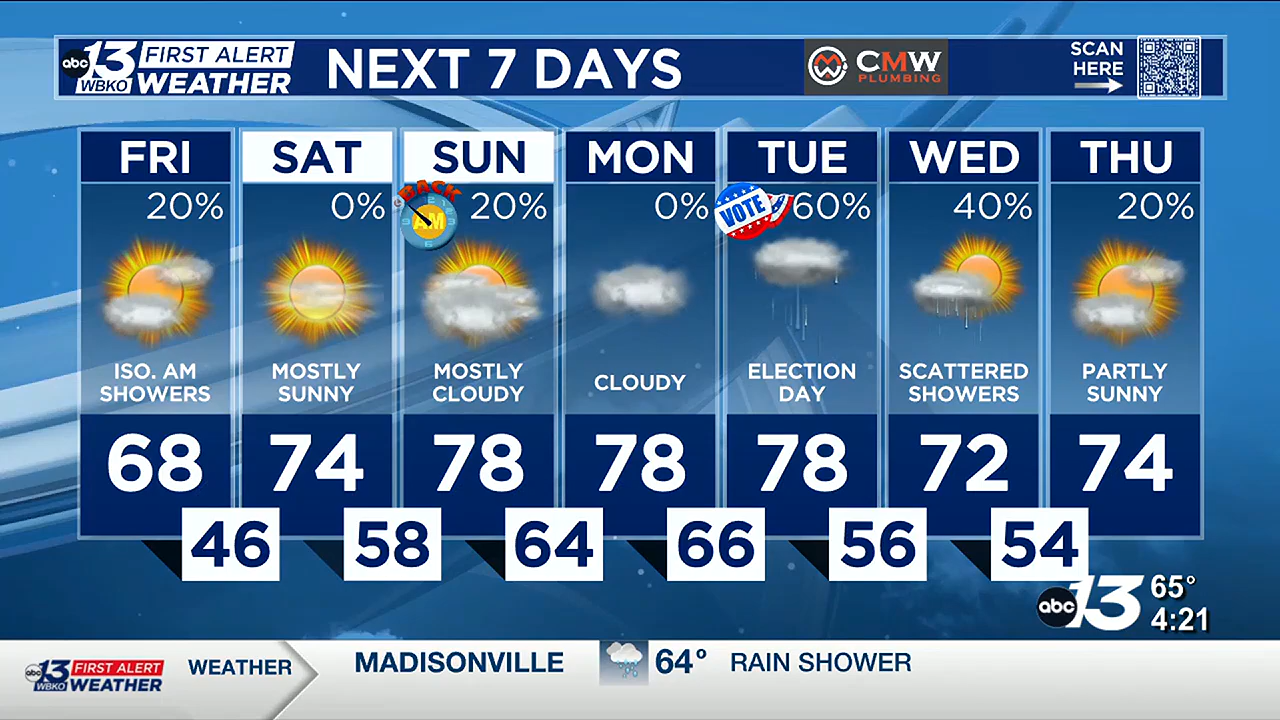 abc 13 WBKO FIRST ALERT WEATHER
NEXT 7 DAYS
CMW PLUMBING
SCAN HERE
FRI SAT SUN MON TUE WED THU
20% 0% 20% 0% 60% 40% 20%
BACK
AM
VOTE
ISO. AM SHOWERS
MOSTLY SUNNY
MOSTLY CLOUDY
CLOUDY
ELECTION DAY
SCATTERED SHOWERS
PARTLY SUNNY
68 74 78 78 78 72 74
46 58 64 66 56 54
abc 13
65°
4:21
abc 13 WBKO FIRST ALERT WEATHER
WEATHER
MADISONVILLE 64° RAIN SHOWER